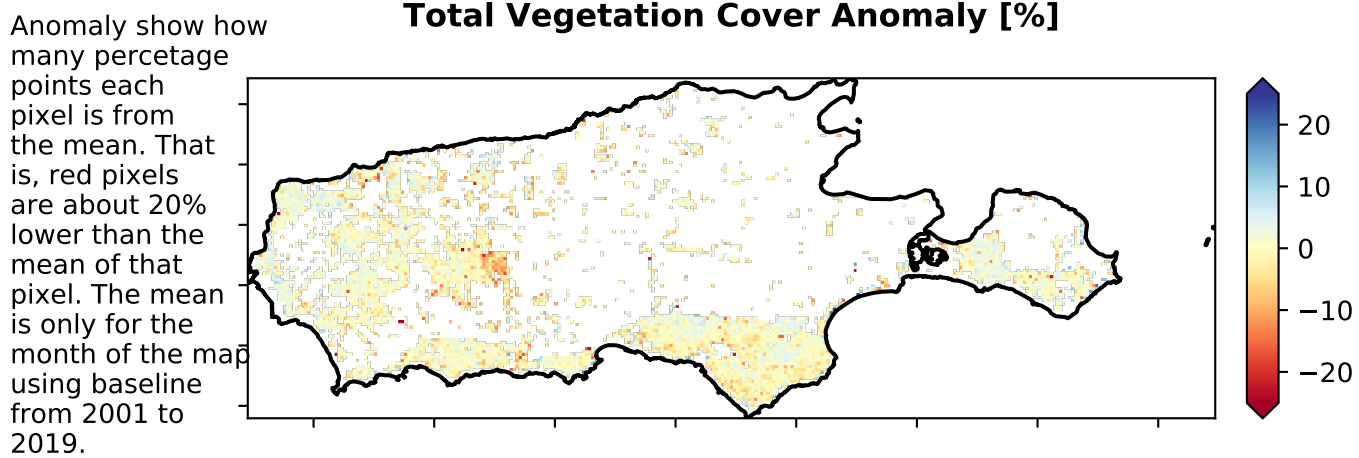 Total Vegetation Cover Anomaly [%]
Anomaly show how
many percetage
points each
pixel is from
the mean. That
is, red pixels
are about 20%
lower than the
mean of that
pixel. The mean
is only for the
month of the map
using baseline
from 2001 to
2019.
20
10
0
−10
−20